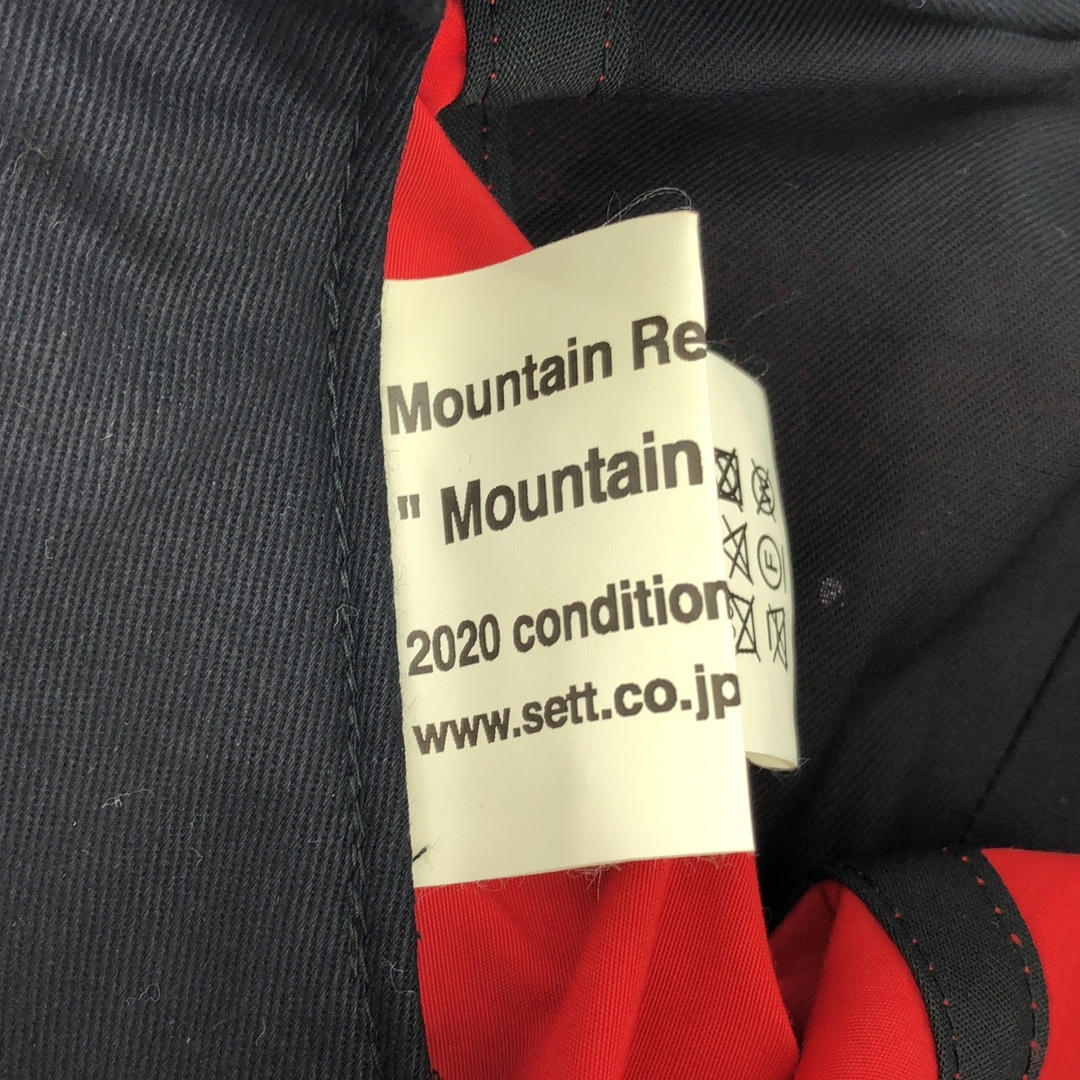 Mountain Re
" Mountain
2020 condition
www.sett.co.jp
W
F